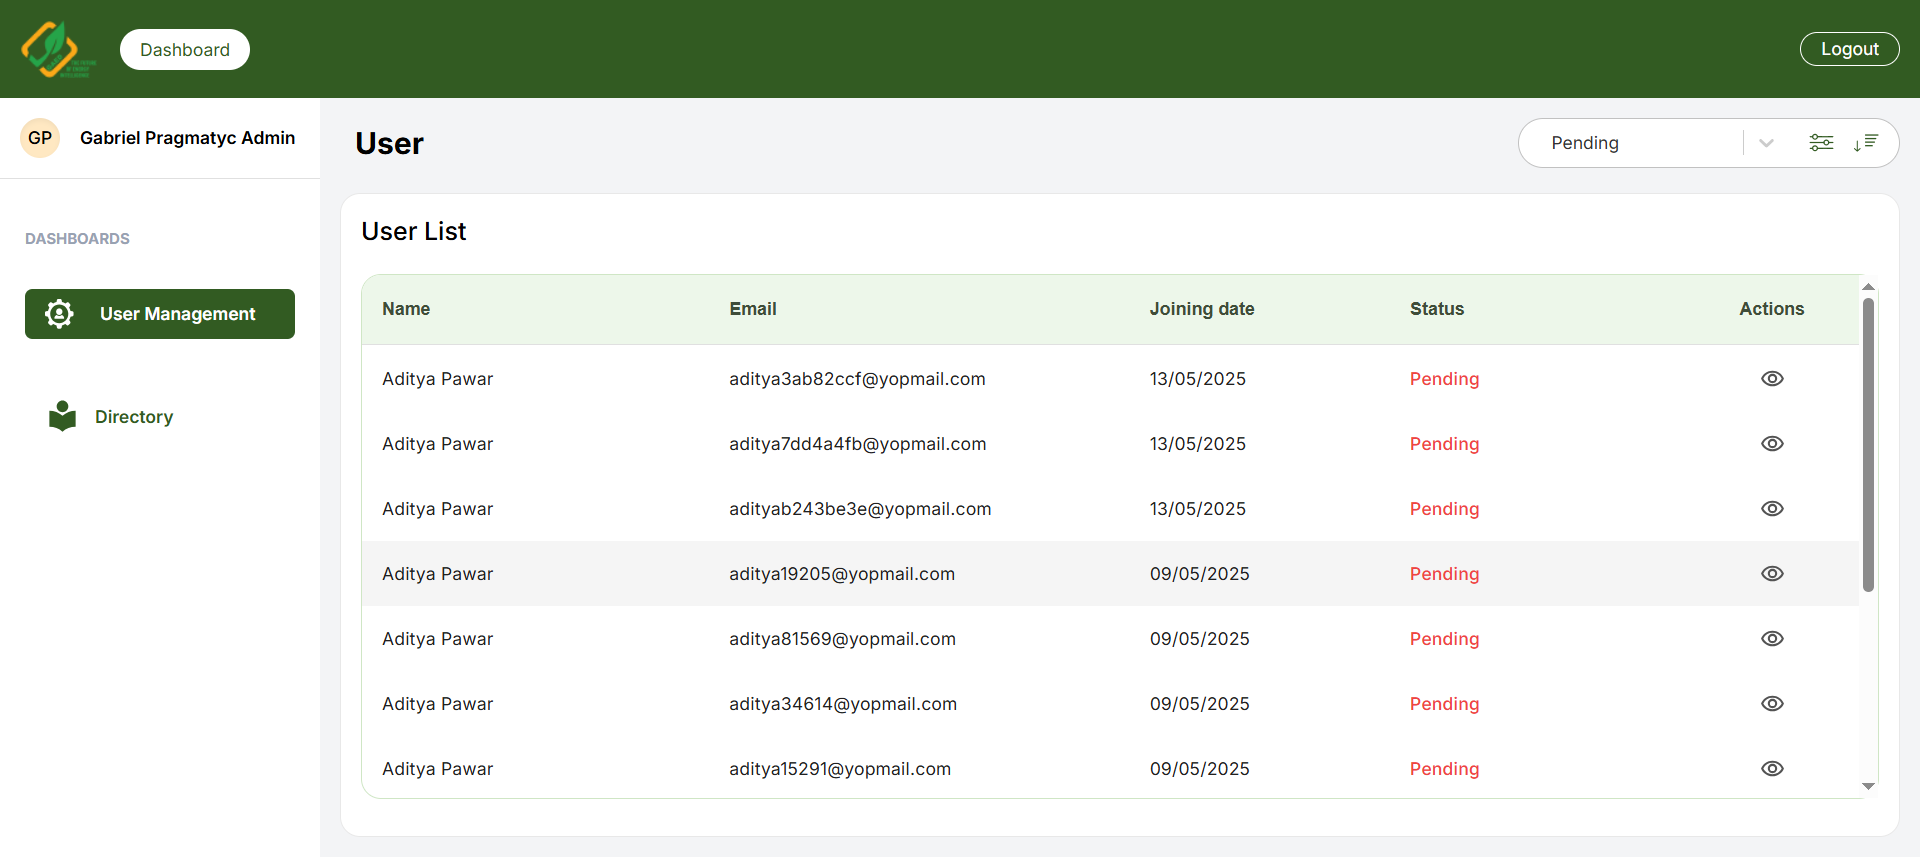 Dashboard
Logout
GP Gabriel Pragmatyc Admin
User
Pending
DASHBOARDS
User Management
Directory
User List
Name Email Joining date Status Actions
Aditya Pawar aditya3ab82ccf@yopmail.com 13/05/2025 Pending
Aditya Pawar aditya7dd4a4fb@yopmail.com 13/05/2025 Pending
Aditya Pawar adityab243be3e@yopmail.com 13/05/2025 Pending
Aditya Pawar aditya19205@yopmail.com 09/05/2025 Pending
Aditya Pawar aditya81569@yopmail.com 09/05/2025 Pending
Aditya Pawar aditya34614@yopmail.com 09/05/2025 Pending
Aditya Pawar aditya15291@yopmail.com 09/05/2025 Pending